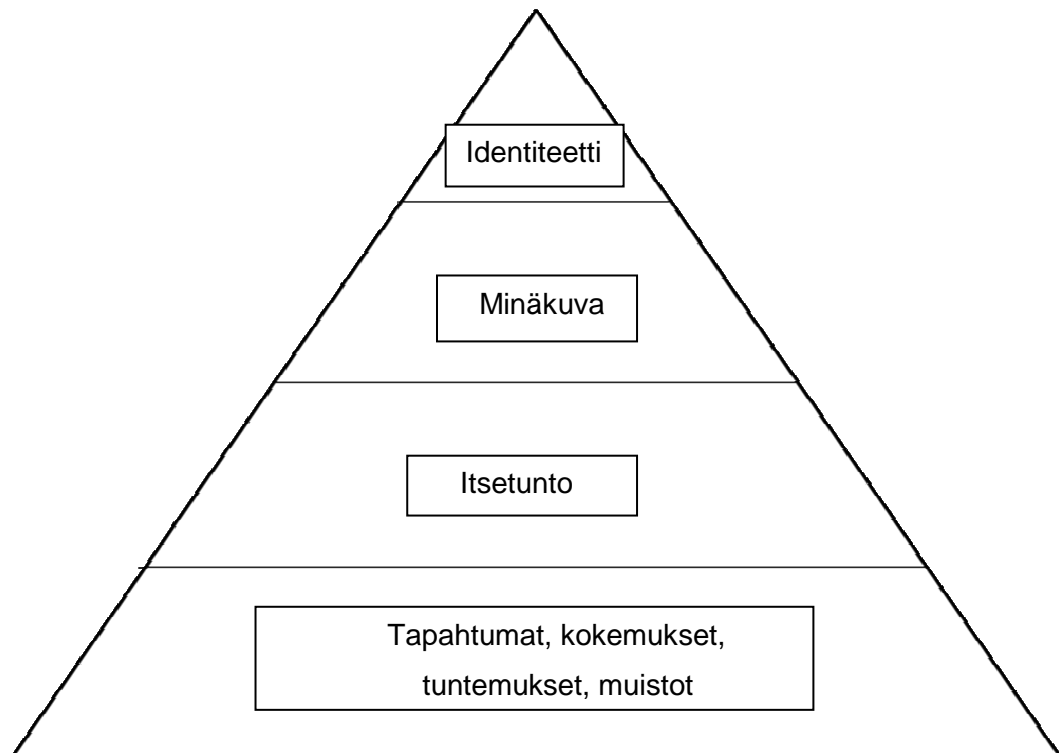 Identiteetti
Minäkuva
Itsetunto
Tapahtumat, kokemukset,
tuntemukset, muistot